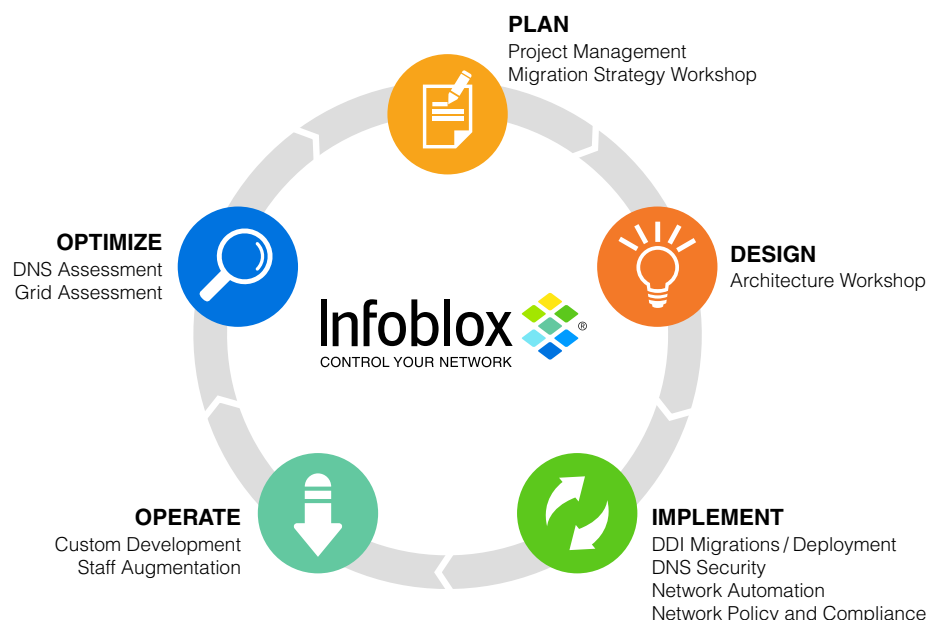 PLAN
Project Management
Migration Strategy Workshop
DESIGN
Architecture Workshop
IMPLEMENT
DDI Migrations / Deployment
DNS Security
Network Automation
Network Policy and Compliance
OPERATE
Custom Development
Staff Augmentation
OPTIMIZE
DNS Assessment
Grid Assessment
Infoblox ®
CONTROL YOUR NETWORK